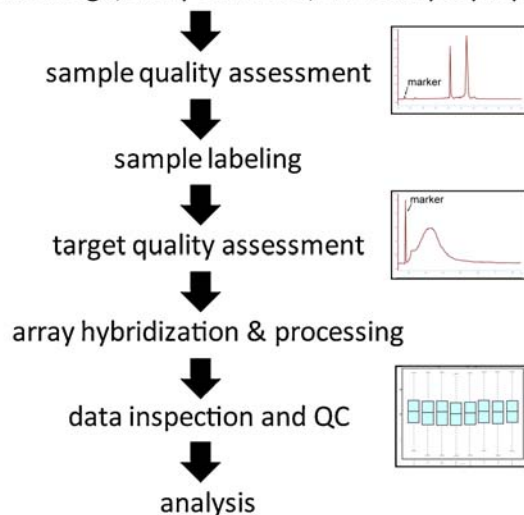 sample quality assessment
marker
sample labeling
marker
target quality assessment
array hybridization & processing
data inspection and QC
analysis